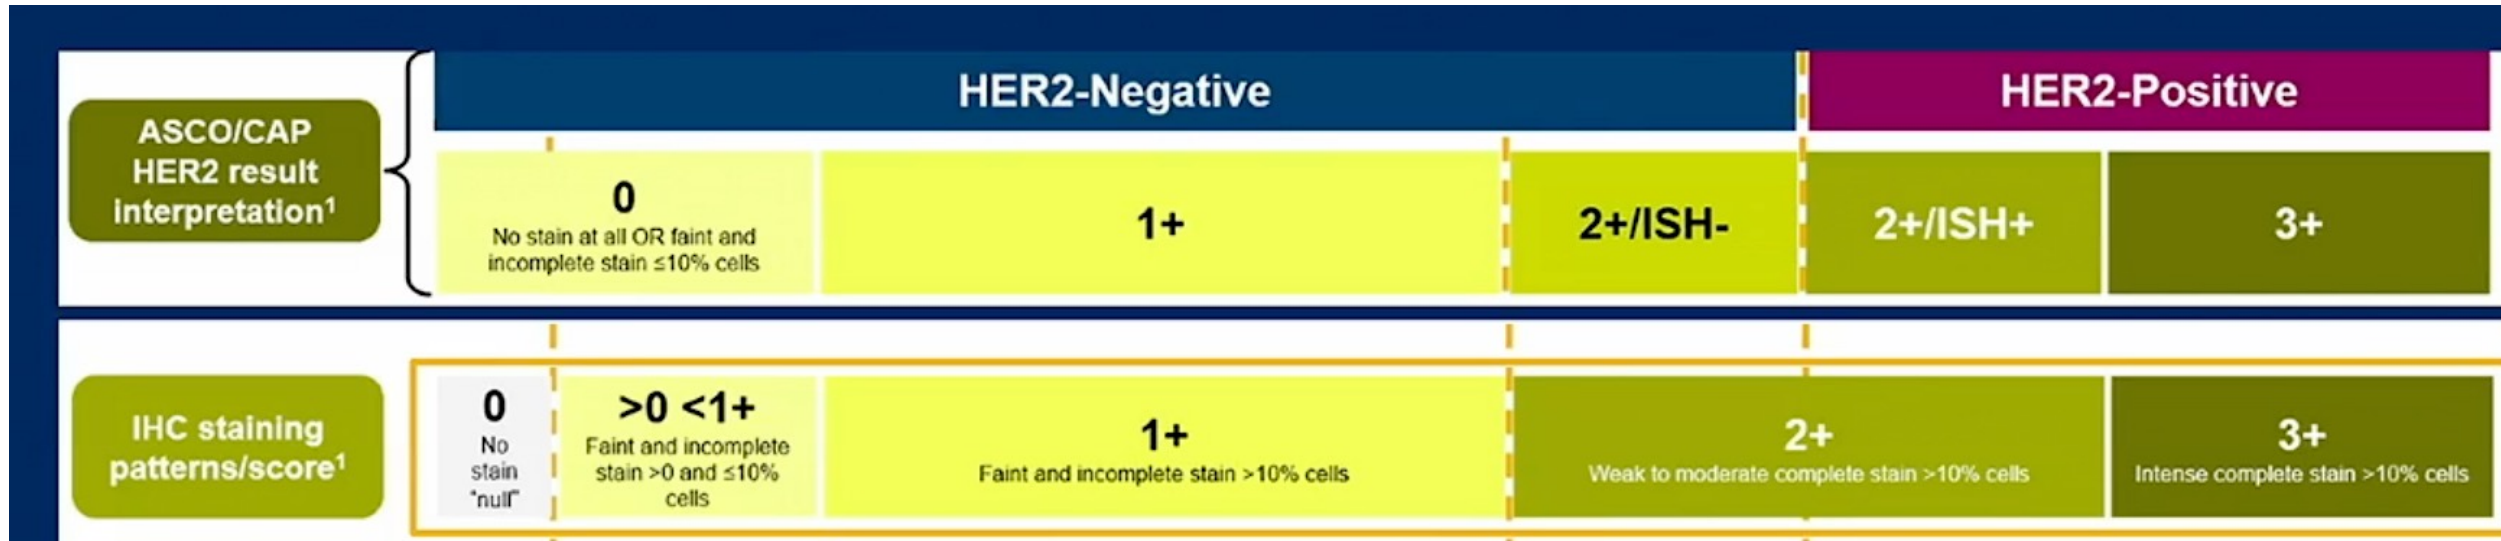 HER2-Negative
HER2-Positive
ASCO/CAP
HER2 result
interpretation¹
0
No stain at all OR faint and
incomplete stain ≤10% cells
1+
2+/ISH-
2+/ISH+
3+
IHC staining
patterns/score¹
0
No
stain
"null"
>0 <1+
Faint and incomplete
stain >0 and ≤10%
cells
1+
Faint and incomplete stain >10% cells
2+
Weak to moderate complete stain >10% cells
3+
Intense complete stain >10% cells